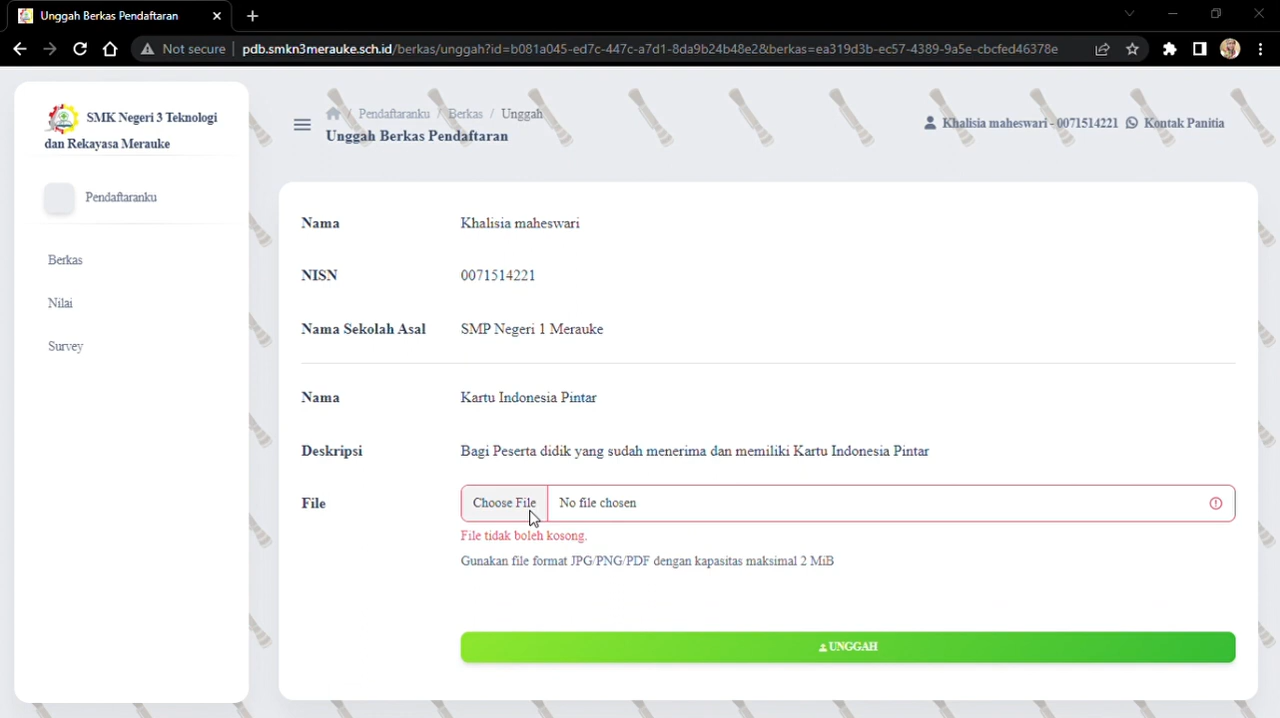 Unggah Berkas Pendaftaran
Not secure
pdb.smkn3merauke.sch.id/berkas/unggah?id=b081a045-ed7c-447c-a7d1-8da9b24b48e2&berkas=ea319d3b-ec57-4389-9a5e-cbcfed46378e
SMK Negeri 3 Teknologi
dan Rekayasa Merauke
Pendaftaranku
Berkas
Nilai
Survey
/ Pendaftaranku / Berkas / Unggah
Unggah Berkas Pendaftaran
Khalisia maheswari - 0071514221 Kontak Panitia
Nama Khalisia maheswari
NISN 0071514221
Nama Sekolah Asal SMP Negeri 1 Merauke
Nama Kartu Indonesia Pintar
Deskripsi Bagi Peserta didik yang sudah menerima dan memiliki Kartu Indonesia Pintar
File Choose File No file chosen
File tidak boleh kosong.
Gunakan file format JPG/PNG/PDF dengan kapasitas maksimal 2 MiB
UNGGAH